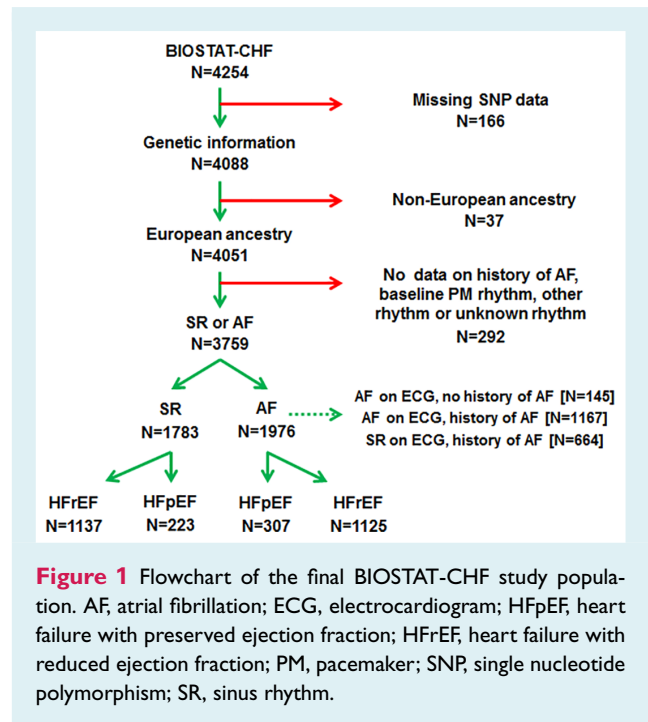 BIOSTAT-CHF
N=4254
Missing SNP data
N=166
Genetic information
N=4088
Non-European ancestry
N=37
European ancestry
N=4051
No data on history of AF,
baseline PM rhythm, other
rhythm or unknown rhythm
N=292
SR or AF
N=3759
SR
N=1783
AF
N=1976
AF on ECG, no history of AF [N=145]
AF on ECG, history of AF [N=1167]
SR on ECG, history of AF [N=664]
HFrEF
N=1137
HFpEF
N=223
HFpEF
N=307
HFrEF
N=1125
Figure 1 Flowchart of the final BIOSTAT-CHF study popula-
tion. AF, atrial fibrillation; ECG, electrocardiogram; HFpEF, heart
failure with preserved ejection fraction; HFrEF, heart failure with
reduced ejection fraction; PM, pacemaker; SNP, single nucleotide
polymorphism; SR, sinus rhythm.